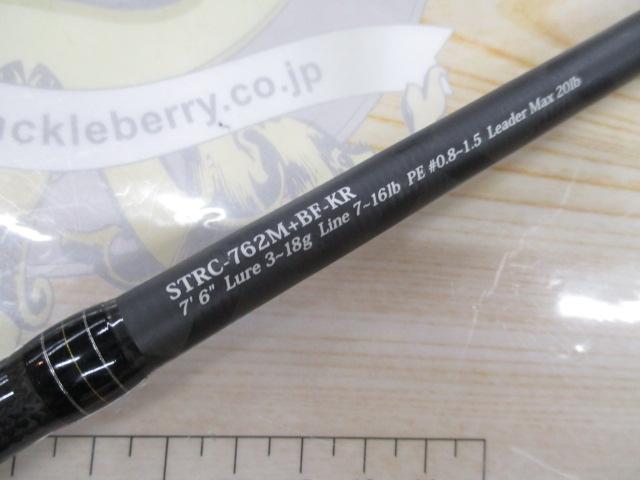 ckleberry.co.jp
STRC-762M+BF-KR
7' 6" Lure 3~18g Line 7~16lb PE #0.8~1.5 Leader Max 20lb